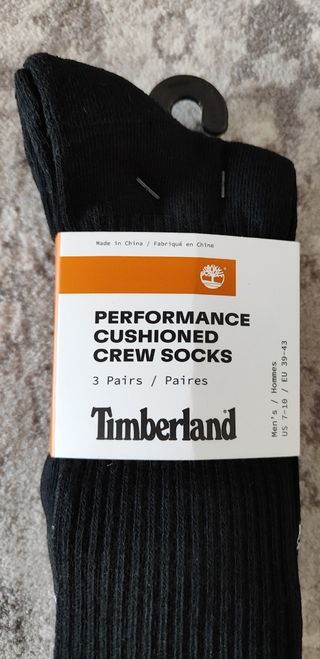 Made in China / Fabriqué en Chine
PERFORMANCE
CUSHIONED
CREW SOCKS
3 Pairs / Paires
Timberland
Men's / Hommes
US 7-10 / EU 39-43